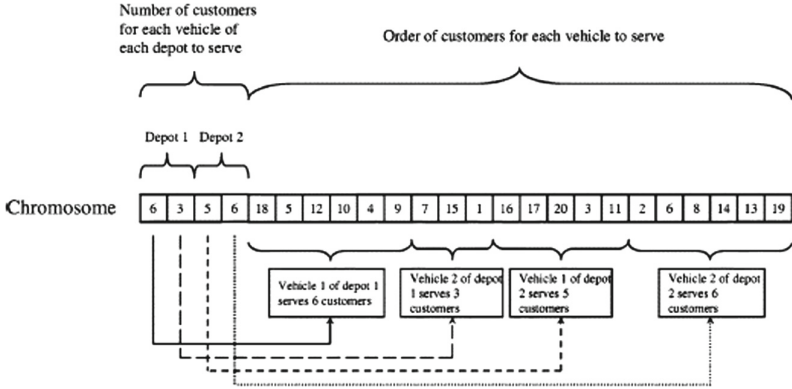 Number of customers
for each vehicle of
each depot to serve
Order of customers for each vehicle to serve
Depot 1 Depot 2
Chromosome 6 3 5 6 18 5 12 10 4 9 7 15 1 16 17 20 3 11 2 6 8 14 13 19
Vehicle 1 of depot 1
serves 6 customers
Vehicle 2 of depot
1 serves 3
customers
Vehicle 1 of depot
2 serves 5
customers
Vehicle 2 of depot
2 serves 6
customers